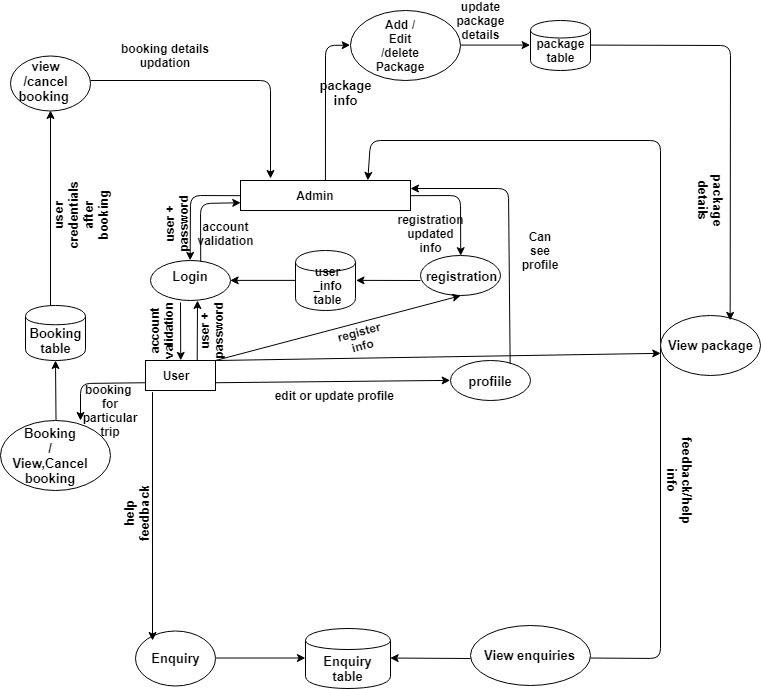 update
package
details
Add /
Edit
/delete
Package
package
table
booking details
updation
view
/cancel
booking
package
info
package
details
Admin
user +
password
account
validation
registration
updated
info
Can
see
profile
user
credentials
after
booking
Login
user
_info
table
registration
Booking
table
account
validation
user +
password
register
info
View package
User
profiile
edit or update profile
booking
for
particular
trip
Booking
/
View,Cancel
booking
help
feedback
feedback/help
info
Enquiry
Enquiry
table
View enquiries